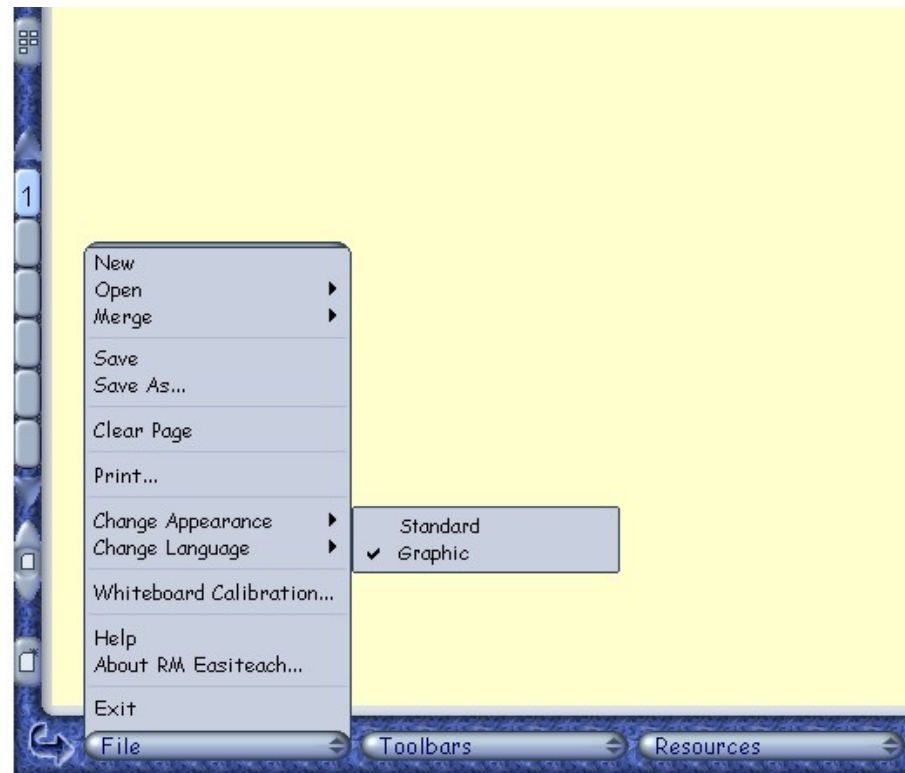 1
New
Open
Merge
Save
Save As...
Clear Page
Print...
Change Appearance
Standard
Change Language
Graphic
Whiteboard Calibration...
Help
About RM Easiteach...
Exit
File
Toolbars
Resources